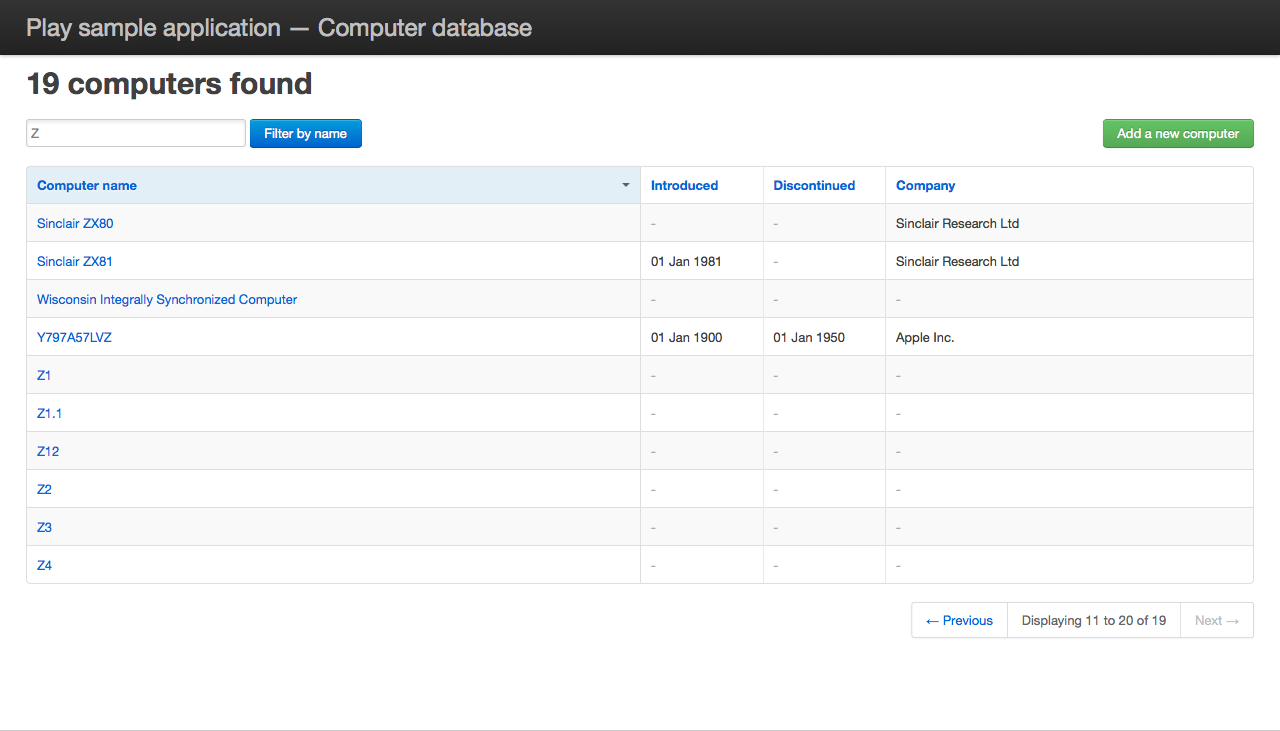 Play sample application — Computer database
19 computers found
Z Filter by name Add a new computer
Computer name Introduced Discontinued Company
Sinclair ZX80 - - Sinclair Research Ltd
Sinclair ZX81 01 Jan 1981 - Sinclair Research Ltd
Wisconsin Integrally Synchronized Computer - - -
Y797A57LVZ 01 Jan 1900 01 Jan 1950 Apple Inc.
Z1 - - -
Z1.1 - - -
Z12 - - -
Z2 - - -
Z3 - - -
Z4 - - -
← Previous Displaying 11 to 20 of 19 Next →